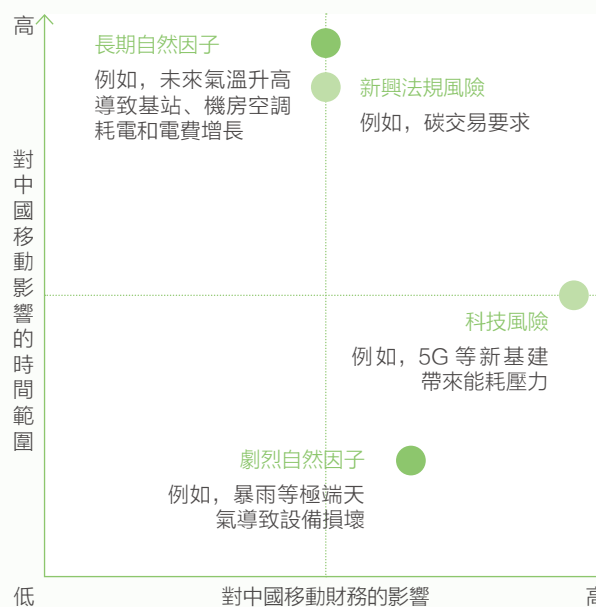 高
長期自然因子
例如，未來氣溫升高
導致基站、機房空調
耗電和電費增長
新興法規風險
例如，碳交易要求
對中國移動影響的時間範圍
科技風險
例如，5G 等新基建
帶來能耗壓力
劇烈自然因子
例如，暴雨等極端天
氣導致設備損壞
低
對中國移動財務的影響
高